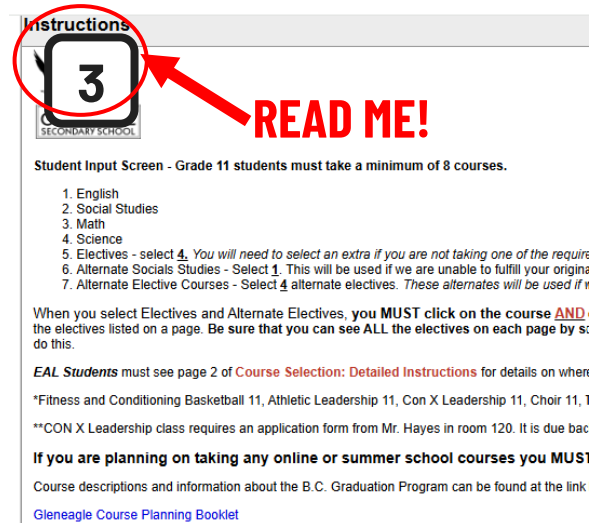 Instructions
3
READ ME!
SECONDARY SCHOOL
Student Input Screen - Grade 11 students must take a minimum of 8 courses.
1. English
2. Social Studies
3. Math
4. Science
5. Electives - select 4. You will need to select an extra if you are not taking one of the require
6. Alternate Socials Studies - Select 1. This will be used if we are unable to fulfill your origina
7. Alternate Elective Courses - Select 4 alternate electives. These alternates will be used if
When you select Electives and Alternate Electives, you MUST click on the course AND
the electives listed on a page. Be sure that you can see ALL the electives on each page by
do this.
EAL Students must see page 2 of Course Selection: Detailed Instructions for details on where
*Fitness and Conditioning Basketball 11, Athletic Leadership 11, Con X Leadership 11, Choir 11,
**CON X Leadership class requires an application form from Mr. Hayes in room 120. It is due bac
If you are planning on taking any online or summer school courses you MUST
Course descriptions and information about the B.C. Graduation Program can be found at the link
Gleneagle Course Planning Booklet